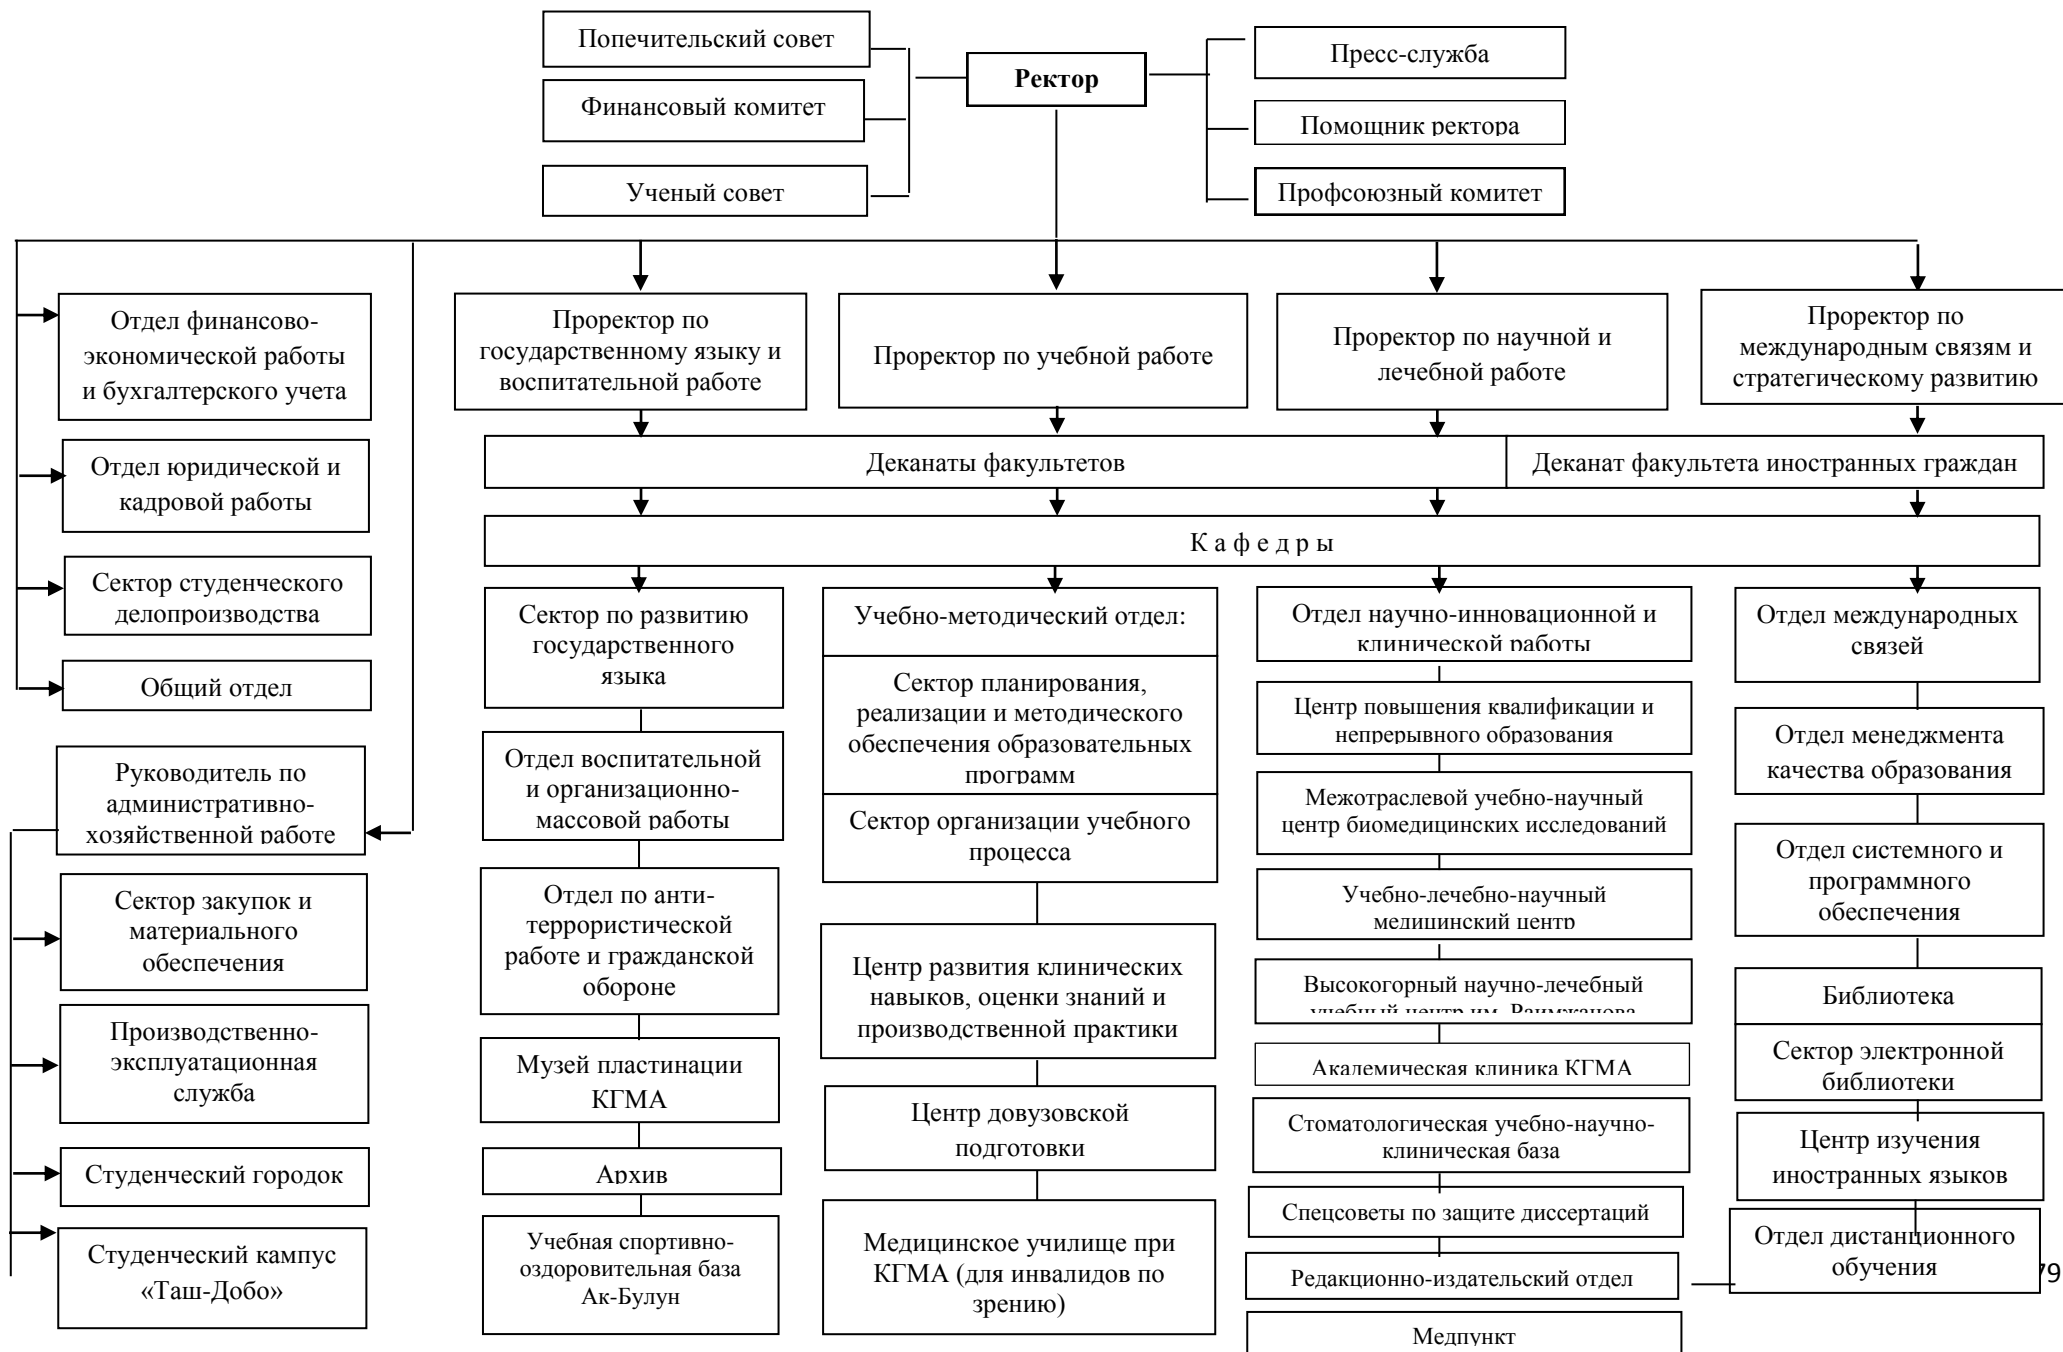 Попечительский совет
Финансовый комитет
Ученый совет
Ректор
Пресс-служба
Помощник ректора
Профсоюзный комитет
Отдел финансово-
экономической работы
и бухгалтерского учета
Отдел юридической и
кадровой работы
Сектор студенческого
делопроизводства
Общий отдел
Руководитель по
административно-
хозяйственной работе
Сектор закупок и
материального
обеспечения
Производственно-
эксплуатационная
служба
Студенческий городок
Студенческий кампус
«Таш-Добо»
Проректор по
государственному языку и
воспитательной работе
Проректор по учебной работе
Проректор по научной и
лечебной работе
Проректор по
международным связям и
стратегическому развитию
Деканаты факультетов
Деканат факультета иностранных граждан
К а ф е д р ы
Сектор по развитию
государственного
языка
Отдел воспитательной
и организационно-
массовой работы
Отдел по анти-
террористической
работе и гражданской
обороне
Музей пластинации
КГМА
Архив
Учебная спортивно-
оздоровительная база
Ак-Булун
Учебно-методический отдел:
Сектор планирования,
реализации и методического
обеспечения образовательных
программ
Сектор организации учебного
процесса
Центр развития клинических
навыков, оценки знаний и
производственной практики
Центр довузовской
подготовки
Медицинское училище при
КГМА (для инвалидов по
зрению)
Отдел научно-инновационной и
клинической работы
Центр повышения квалификации и
непрерывного образования
Межотраслевой учебно-научный
центр биомедицинских исследований
Учебно-лечебно-научный
медицинский центр
Высокогорный научно-лечебный
учебный центр им. Раимжанова
Академическая клиника КГМА
Стоматологическая учебно-научно-
клиническая база
Спецсоветы по защите диссертаций
Редакционно-издательский отдел
Медпункт
Отдел международных
связей
Отдел менеджмента
качества образования
Отдел системного и
программного
обеспечения
Библиотека
Сектор электронной
библиотеки
Центр изучения
иностранных языков
Отдел дистанционного
обучения
79